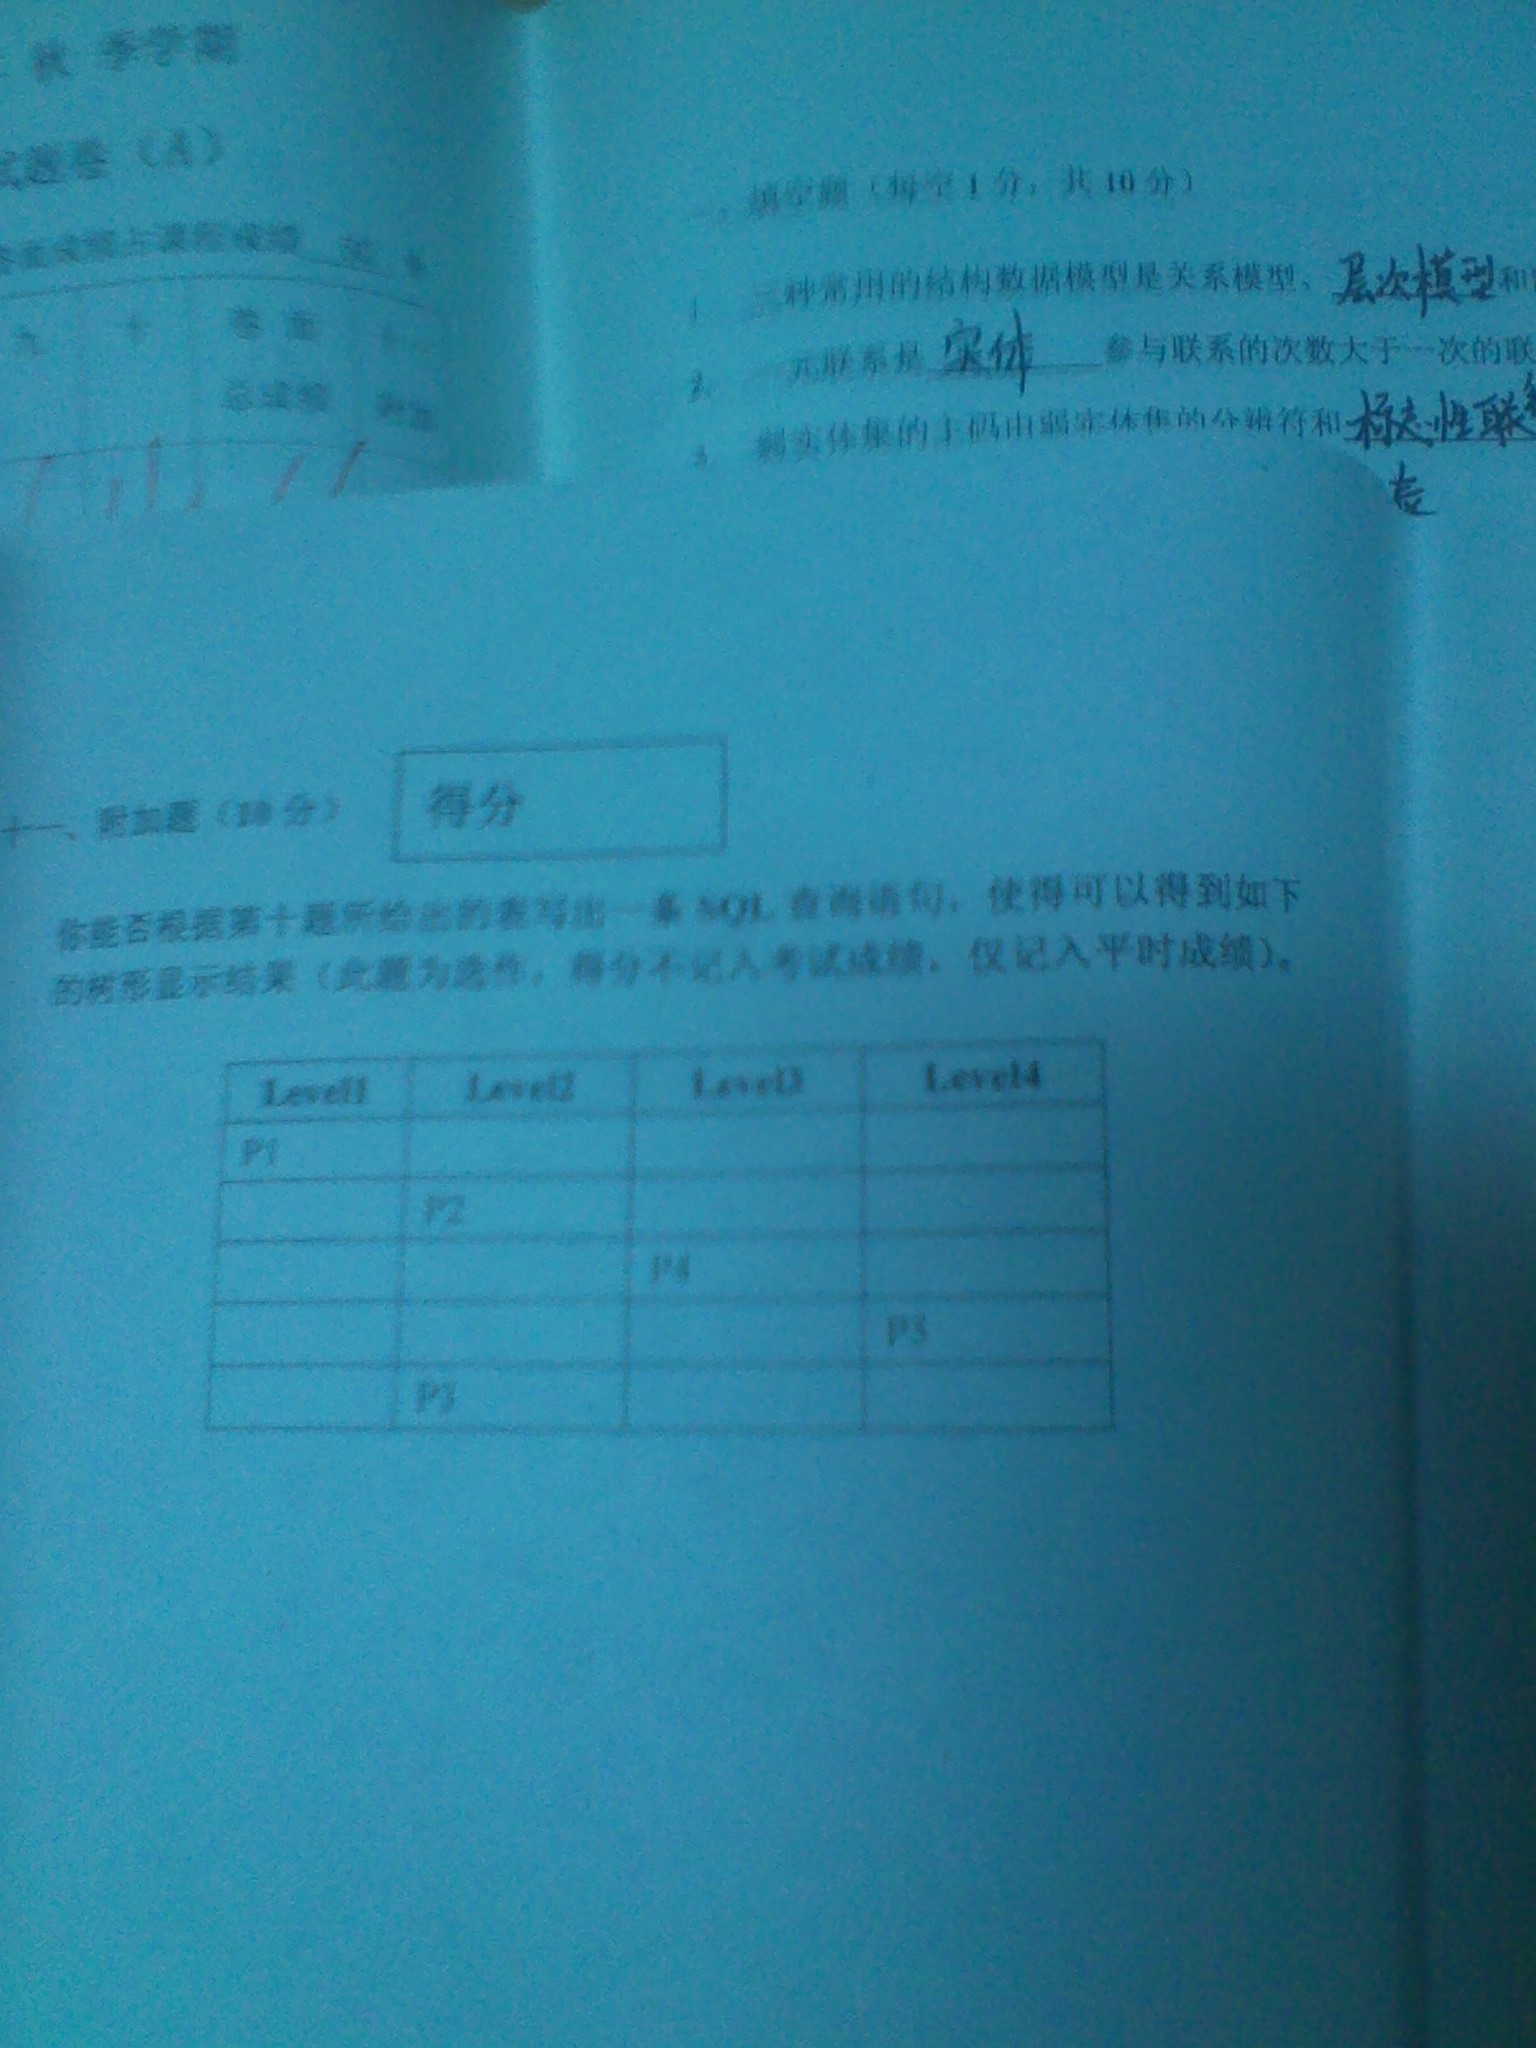 秋 季学期
试题卷（A）
九 十 卷 面
总成绩 附加
一、填空题（每空 1 分，共 10 分）
1. 三种常用的结构数据模型是关系模型、层次模型和
2. 一元联系是 实体 参与联系的次数大于一次的联
3. 弱实体集的主码由弱实体集的分辨符和 标志性联系
十一、附加题（10 分） 得分
你能否根据第十题所给出的表写出一条 SQL 查询语句，使得可以得到如下
的树形显示结果（此题为选作，得分不记入考试成绩，仅记入平时成绩）。
Level1 Level2 Level3 Level4
P1
P2
P4
P5
P3